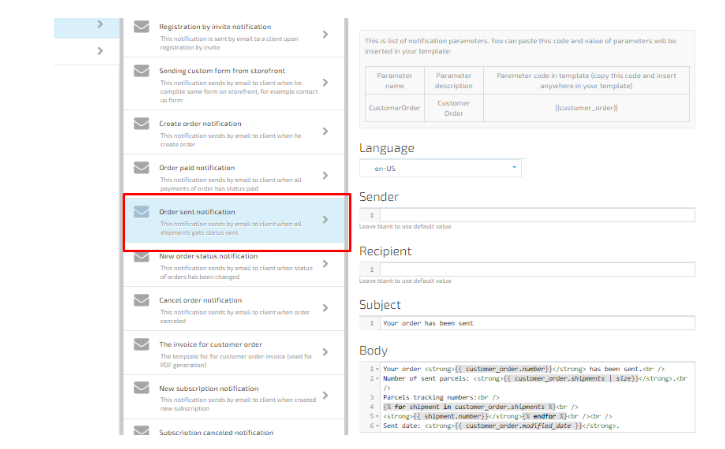 Registration by invite notification
This notification is sent by email to a client upon
registration by invite
Sending custom form from storefront
This notification sends by email to client when he
complite some form on storefront, for example contact
us form
Create order notification
This notification sends by email to client when he
create order
Order paid notification
This notification sends by email to client when all
payments of order has status paid
Order sent notification
This notification sends by email to client when all
shipments gets status sent
New order status notification
This notification sends by email to client when status
of orders has been changed
Cancel order notification
This notification sends by email to client when order
canceled
The invoice for customer order
The template for for customer order invoice (used for
PDF generation)
New subscription notification
This notification sends by email to client when created
new subscription
Subscription canceled notification
This is list of notification parameters. You can paste this code and value of parameters will be
inserted in your template:
Parameter name
Parameter description
Paremeter code in template (copy this code and insert
anywhere in your template)
CustomerOrder
Customer Order
{{customer_order}}
Language
en-US
Sender
1
Leave blank to use default value
Recipient
1
Leave blank to use default value
Subject
1 Your order has been sent
Body
1 Your order <strong>{{ customer_order.number}}</strong> has been sent.<br />
2 Number of sent parcels: <strong>{{ customer_order.shipments | size}}</strong>.<br
/>
3 Parcels tracking numbers:<br />
4 {% for shipment in customer_order.shipments %}<br />
5 <strong>{{ shipment.number}}</strong>{% endfor %}<br /><br />
6 Sent date: <strong>{{ customer_order.modified_date }}</strong>.